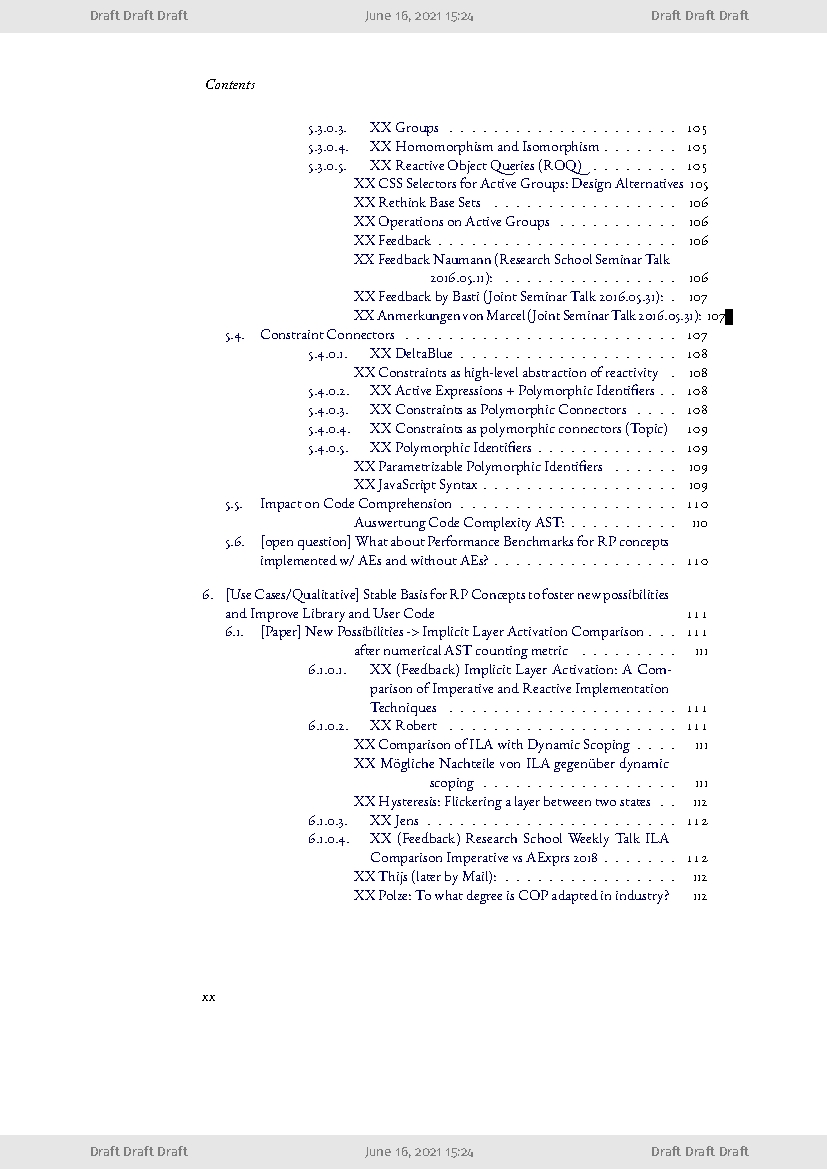 Draft Draft Draft June 16, 2021 15:24 Draft Draft Draft
Contents
5.3.0.3. XX Groups . . . . . . . . . . . . . . . . . . . . . 105
5.3.0.4. XX Homomorphism and Isomorphism . . . . . . . 105
5.3.0.5. XX Reactive Object Queries (ROQ) . . . . . . . . 105
XX CSS Selectors for Active Groups: Design Alternatives 105
XX Rethink Base Sets . . . . . . . . . . . . . . . . . 106
XX Operations on Active Groups . . . . . . . . . . . 106
XX Feedback . . . . . . . . . . . . . . . . . . . . . . 106
XX Feedback Naumann (Research School Seminar Talk
2016.05.11): . . . . . . . . . . . . . . . . 106
XX Feedback by Basti (Joint Seminar Talk 2016.05.31): . 107
XX Anmerkungen von Marcel (Joint Seminar Talk 2016.05.31): 107
5.4. Constraint Connectors . . . . . . . . . . . . . . . . . . . . . . . . . 107
5.4.0.1. XX DeltaBlue . . . . . . . . . . . . . . . . . . . . 108
XX Constraints as high-level abstraction of reactivity . 108
5.4.0.2. XX Active Expressions + Polymorphic Identifiers . . 108
5.4.0.3. XX Constraints as Polymorphic Connectors . . . . 108
5.4.0.4. XX Constraints as polymorphic connectors (Topic) 109
5.4.0.5. XX Polymorphic Identifiers . . . . . . . . . . . . . 109
XX Parametrizable Polymorphic Identifiers . . . . . . 109
XX JavaScript Syntax . . . . . . . . . . . . . . . . . . 109
5.5. Impact on Code Comprehension . . . . . . . . . . . . . . . . . . . . 110
Auswertung Code Complexity AST: . . . . . . . . . . 110
5.6. [open question] What about Performance Benchmarks for RP concepts
implemented w/ AEs and without AEs? . . . . . . . . . . . . . . . . . 110
6. [Use Cases/Qualitative] Stable Basis for RP Concepts to foster new possibilities
and Improve Library and User Code 111
6.1. [Paper] New Possibilities -> Implicit Layer Activation Comparison . . . 111
after numerical AST counting metric . . . . . . . . . 111
6.1.0.1. XX (Feedback) Implicit Layer Activation: A Com-
parison of Imperative and Reactive Implementation
Techniques . . . . . . . . . . . . . . . . . . . . . 111
6.1.0.2. XX Robert . . . . . . . . . . . . . . . . . . . . . 111
XX Comparison of ILA with Dynamic Scoping . . . . 111
XX Mögliche Nachteile von ILA gegenüber dynamic
scoping . . . . . . . . . . . . . . . . . . 111
XX Hysteresis: Flickering a layer between two states . . 112
6.1.0.3. XX Jens . . . . . . . . . . . . . . . . . . . . . . . 112
6.1.0.4. XX (Feedback) Research School Weekly Talk ILA
Comparison Imperative vs AExprs 2018 . . . . . . . 112
XX Thijs (later by Mail): . . . . . . . . . . . . . . . . 112
XX Polze: To what degree is COP adapted in industry? 112
xx
Draft Draft Draft June 16, 2021 15:24 Draft Draft Draft